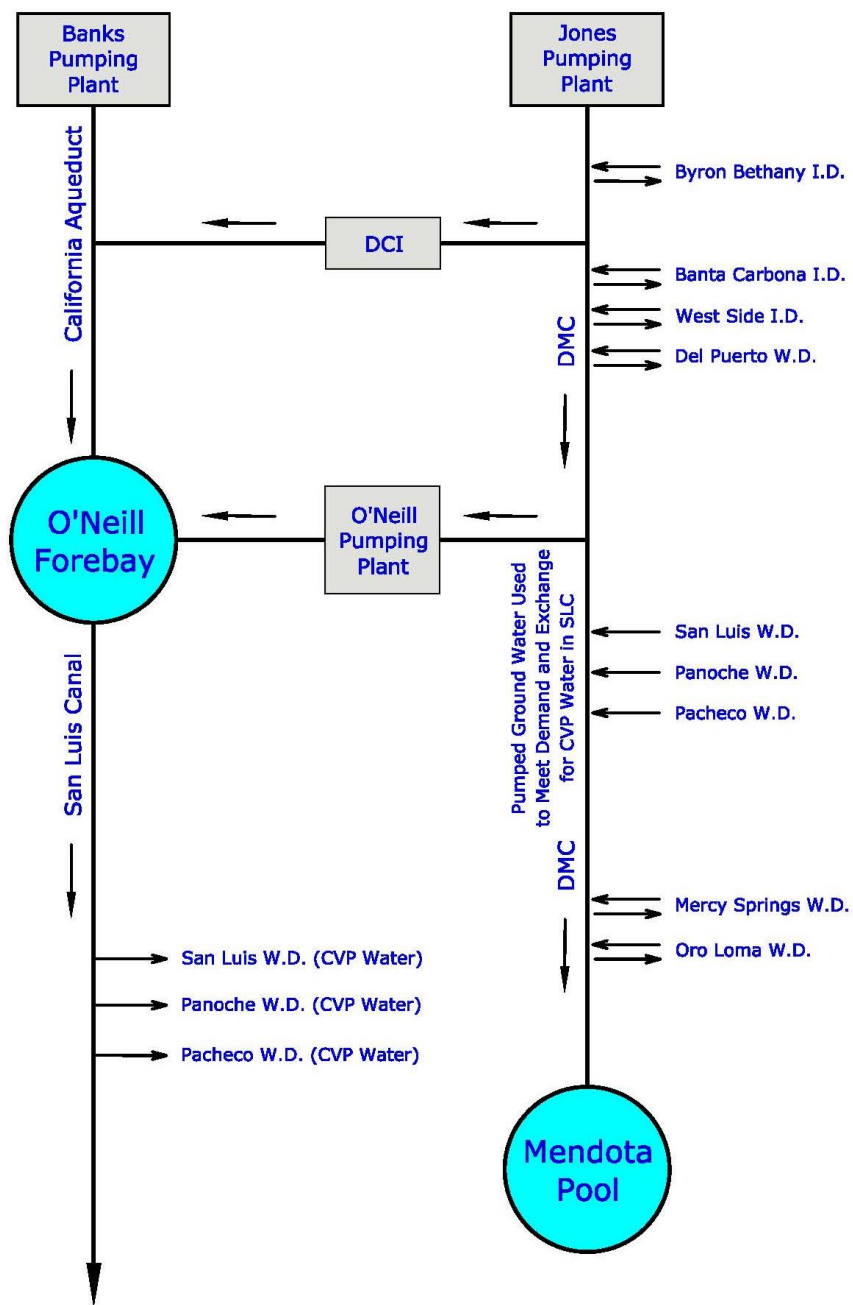 Banks
Pumping
Plant
Jones
Pumping
Plant
California Aqueduct
Byron Bethany I.D.
DCI
Banta Carbona I.D.
West Side I.D.
Del Puerto W.D.
DMC
O'Neill
Forebay
O'Neill
Pumping
Plant
San Luis W.D.
Panoche W.D.
Pacheco W.D.
Pumped Ground Water Used
to Meet Demand and Exchange
for CVP Water in SLC
San Luis Canal
DMC
Mercy Springs W.D.
Oro Loma W.D.
San Luis W.D. (CVP Water)
Panoche W.D. (CVP Water)
Pacheco W.D. (CVP Water)
Mendota
Pool